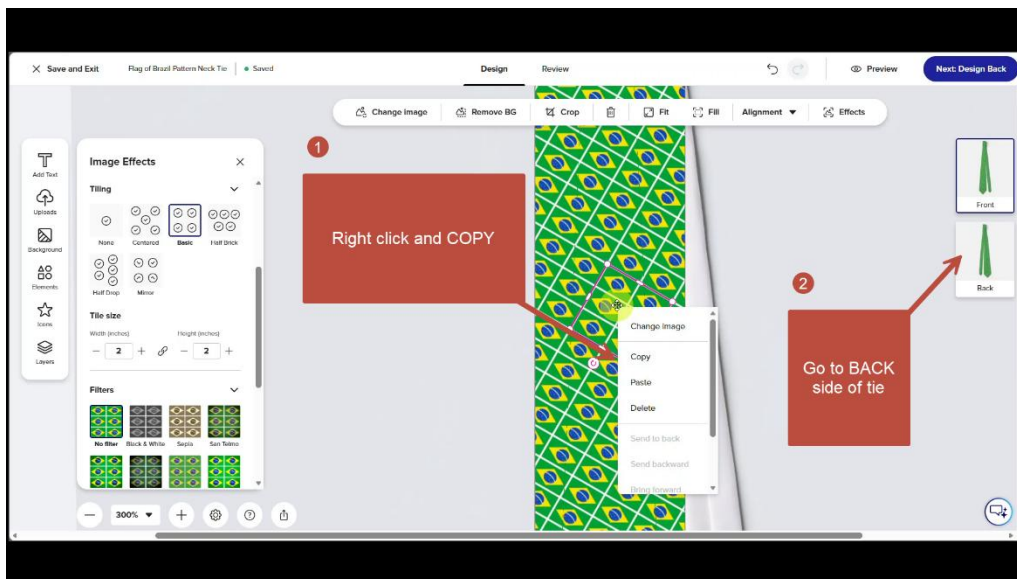 Save and Exit
Flag of Brazil Pattern Neck Tie
Saved
Design
Review
Preview
Next: Design Back
Change image
Remove BG
Crop
Fit
Fill
Alignment
Effects
Add Text
Uploads
Background
Elements
Icons
Layers
Image Effects
Tiling
None
Centered
Basic
Half Brick
Half Drop
Mirror
Tile size
Width (inches)
Height (inches)
2
2
Filters
No filter
Black & White
Sepia
San Telmo
300%
1
Right click and COPY
Change image
Copy
Paste
Delete
Send to back
Send backward
Bring forward
2
Go to BACK
side of tie
Front
Back